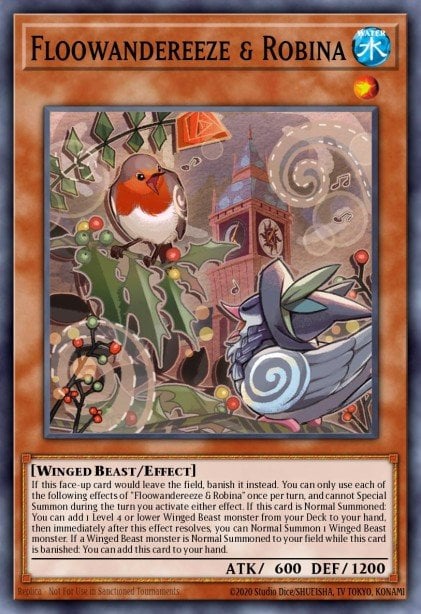 FLOOWANDEREEZE & ROBINA
WATER
水
[WINGED BEAST/EFFECT]
If this face-up card would leave the field, banish it instead. You can only use each of
the following effects of "Floowandereeze & Robina" once per turn, and cannot Special
Summon during the turn you activate either effect. If this card is Normal Summoned:
You can add 1 Level 4 or lower Winged Beast monster from your Deck to your hand,
then immediately after this effect resolves, you can Normal Summon 1 Winged Beast
monster. If a Winged Beast monster is Normal Summoned to your field while this card
is banished: You can add this card to your hand.
ATK/ 600 DEF/1200
Replica - Not For Use in Sanctioned Tournaments
©2020 Studio Dice/SHUEISHA, TV TOKYO, KONAMI